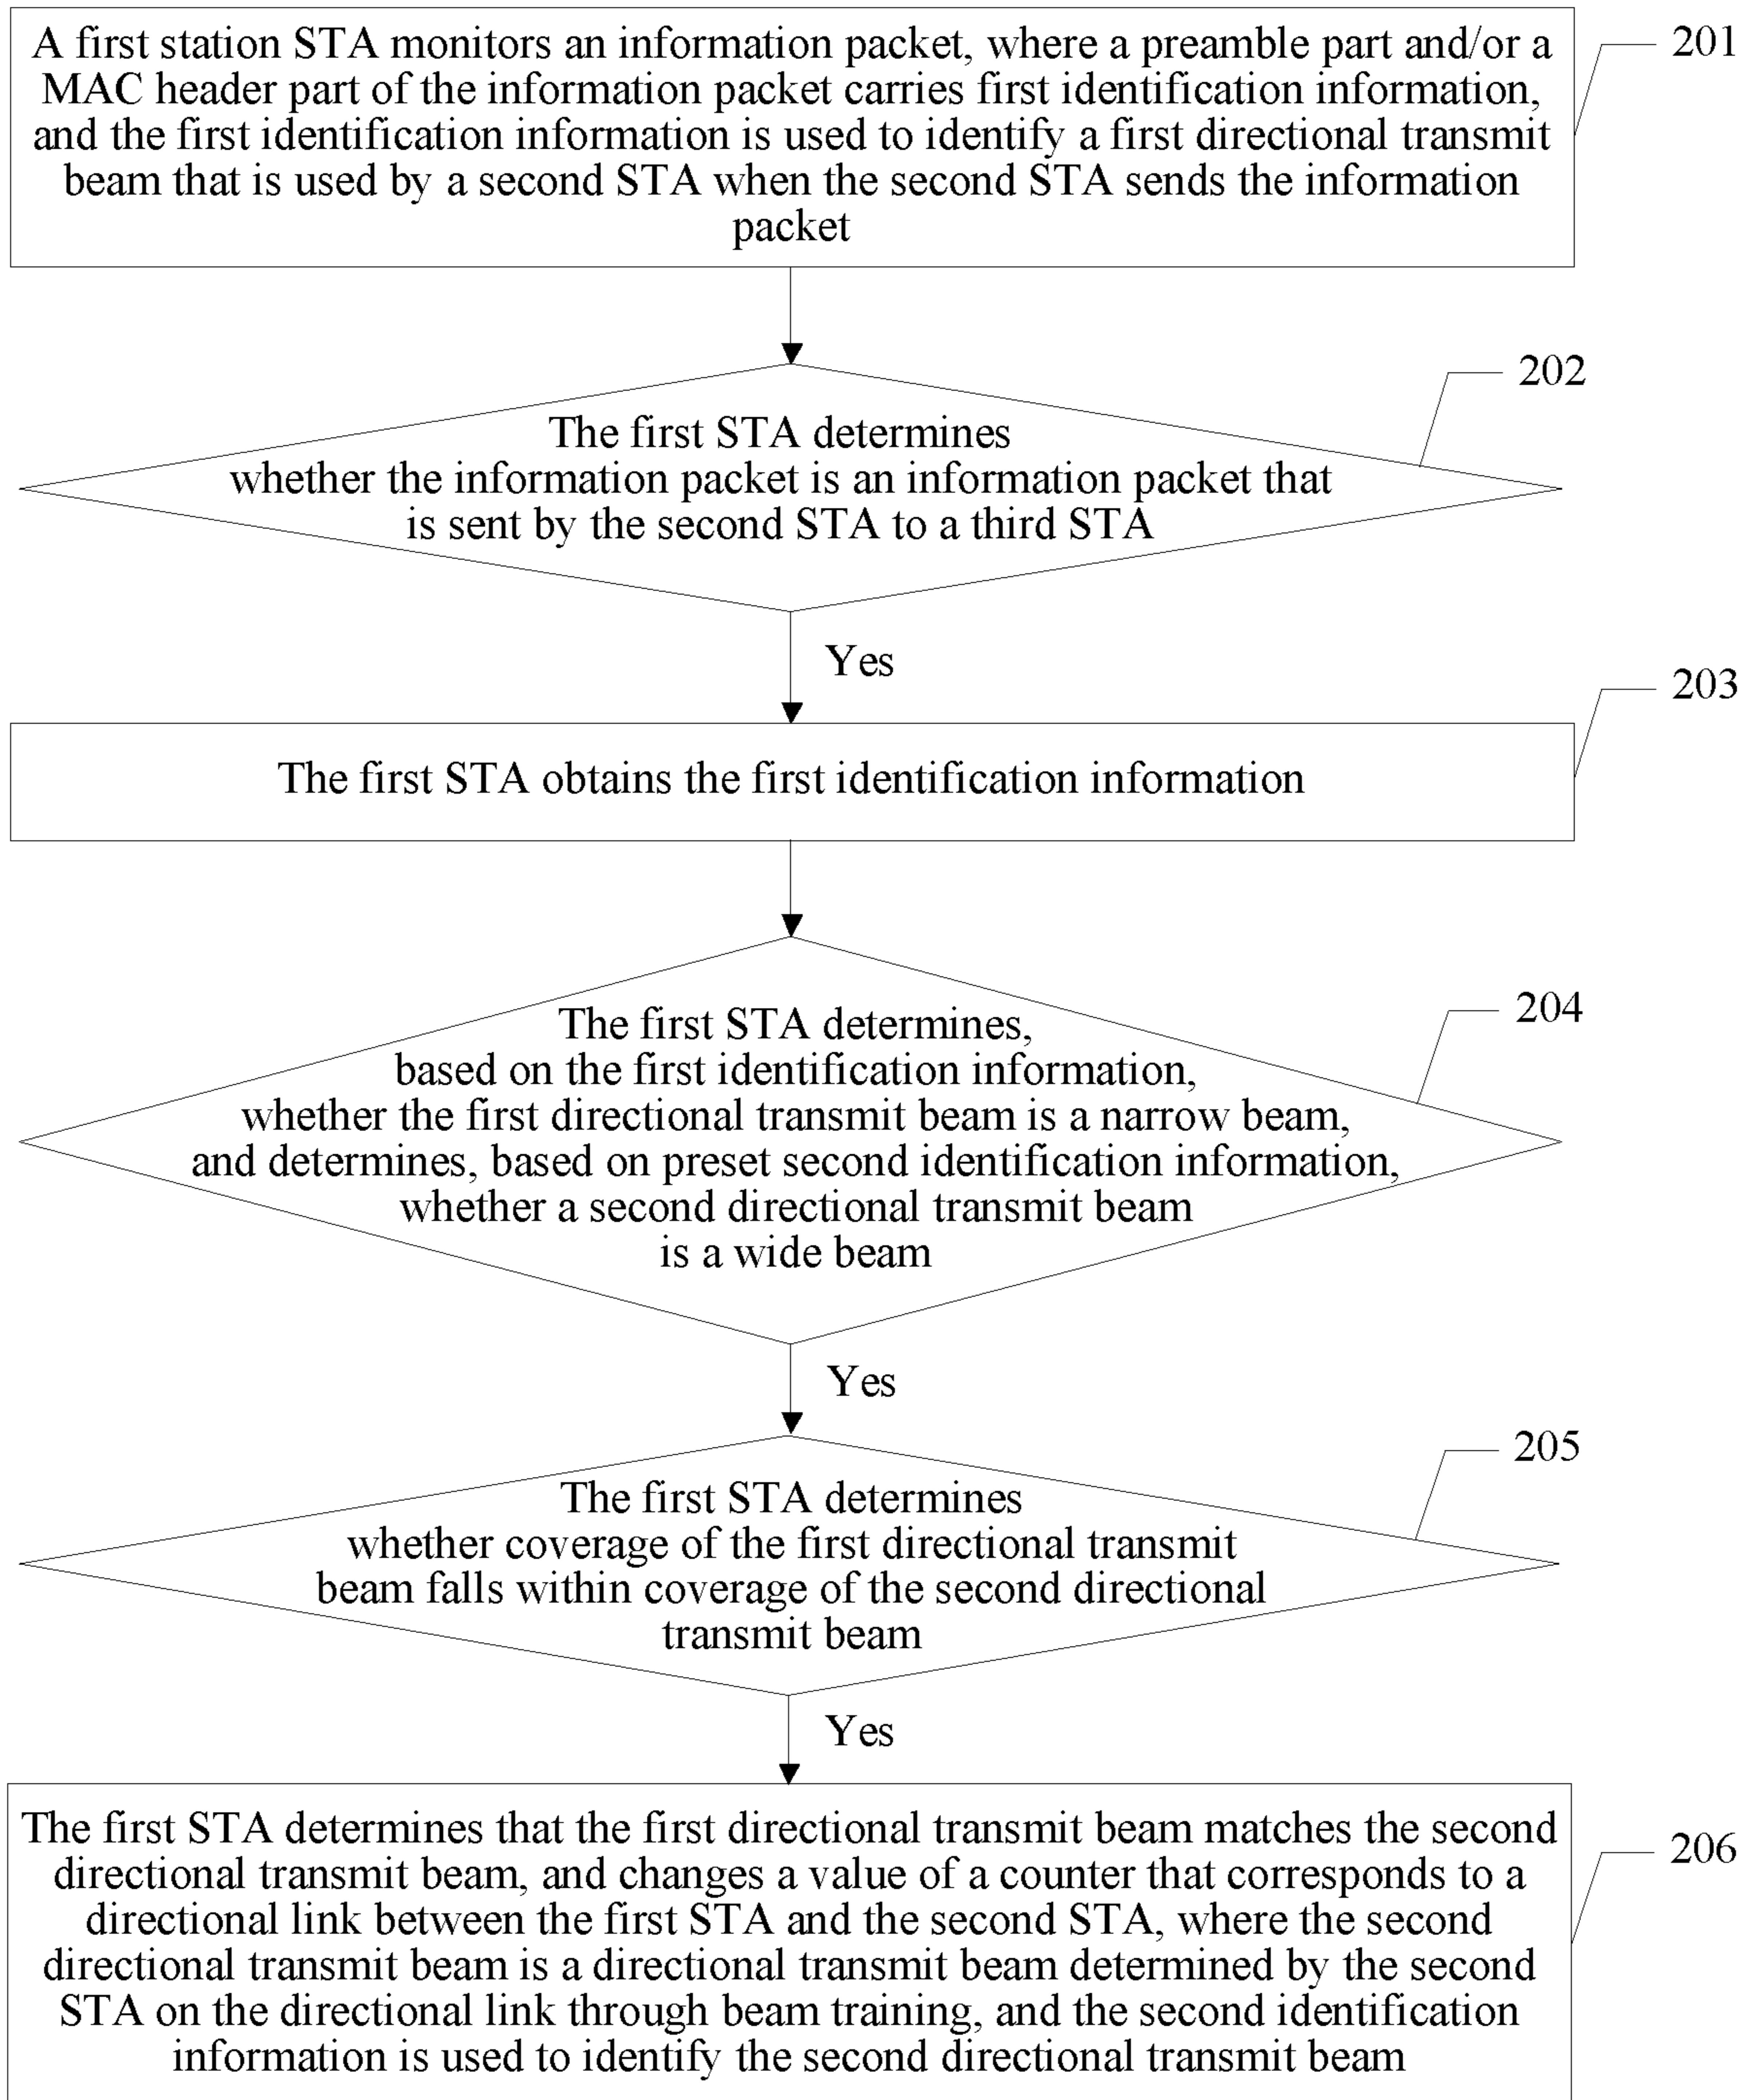 A first station STA monitors an information packet, where a preamble part and/or a
MAC header part of the information packet carries first identification information,
and the first identification information is used to identify a first directional transmit
beam that is used by a second STA when the second STA sends the information
packet
201
202
The first STA determines
whether the information packet is an information packet that
is sent by the second STA to a third STA
Yes
203
The first STA obtains the first identification information
204
The first STA determines,
based on the first identification information,
whether the first directional transmit beam is a narrow beam,
and determines, based on preset second identification information,
whether a second directional transmit beam
is a wide beam
Yes
205
The first STA determines
whether coverage of the first directional transmit
beam falls within coverage of the second directional
transmit beam
Yes
The first STA determines that the first directional transmit beam matches the second
directional transmit beam, and changes a value of a counter that corresponds to a
directional link between the first STA and the second STA, where the second
directional transmit beam is a directional transmit beam determined by the second
STA on the directional link through beam training, and the second identification
information is used to identify the second directional transmit beam
206